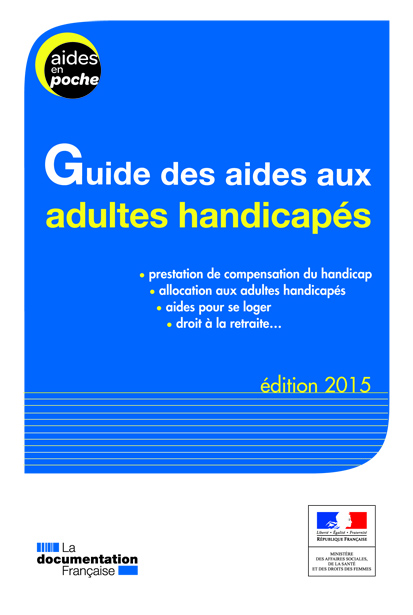 aides
en
poche
Guide des aides aux
adultes handicapés
• prestation de compensation du handicap
• allocation aux adultes handicapés
• aides pour se loger
• droit à la retraite...
édition 2015
La
documentation
Française
Liberté • Égalité • Fraternité
RÉPUBLIQUE FRANÇAISE
MINISTÈRE
DES AFFAIRES SOCIALES,
DE LA SANTÉ
ET DES DROITS DES FEMMES